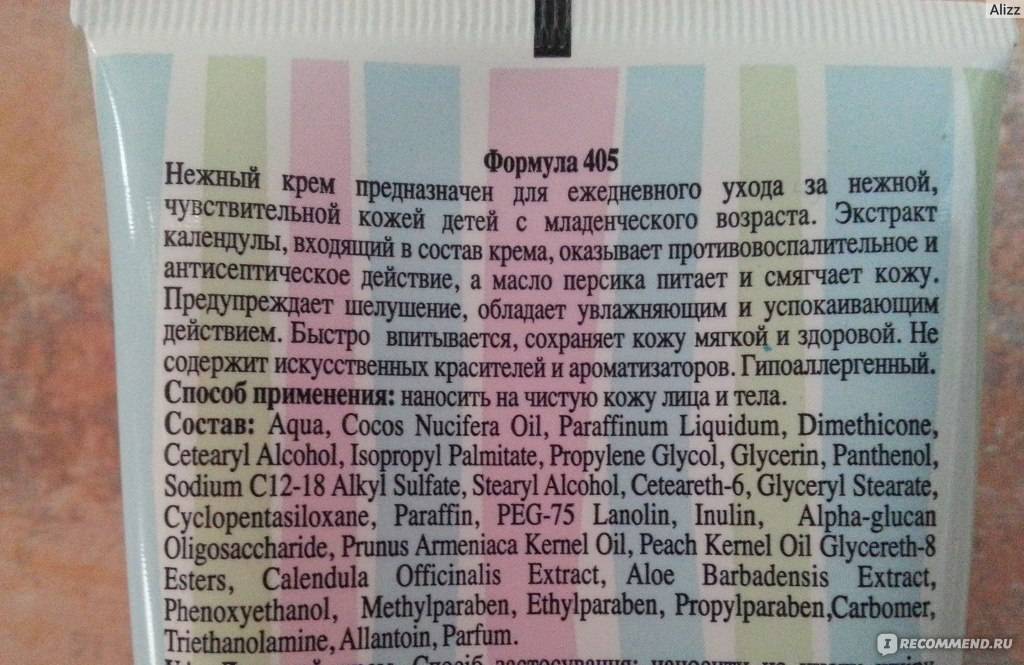 Alizz
Формула 405
Нежный крем предназначен для ежедневного ухода за нежной,
чувствительной кожей детей с младенческого возраста. Экстракт
календулы, входящий в состав крема, оказывает противовоспалительное и
антисептическое действие, а масло персика питает и смягчает кожу.
Предупреждает шелушение, обладает увлажняющим и успокаивающим
действием. Быстро впитывается, сохраняет кожу мягкой и здоровой. Не
содержит искусственных красителей и ароматизаторов. Гипоаллергенный.
Способ применения: наносить на чистую кожу лица и тела.
Состав: Aqua, Cocos Nucifera Oil, Paraffinum Liquidum, Dimethicone,
Cetearyl Alcohol, Isopropyl Palmitate, Propylene Glycol, Glycerin, Panthenol,
Sodium C12-18 Alkyl Sulfate, Stearyl Alcohol, Ceteareth-6, Glyceryl Stearate,
Cyclopentasiloxane, Paraffin, PEG-75 Lanolin, Inulin, Alpha-glucan
Oligosaccharide, Prunus Armeniaca Kernel Oil, Peach Kernel Oil Glycereth-8
Esters, Calendula Officinalis Extract, Aloe Barbadensis Extract,
Phenoxyethanol, Methylparaben, Ethylparaben, Propylparaben,Carbomer,
Triethanolamine, Allantoin, Parfum.
IRECOMMEND.RU